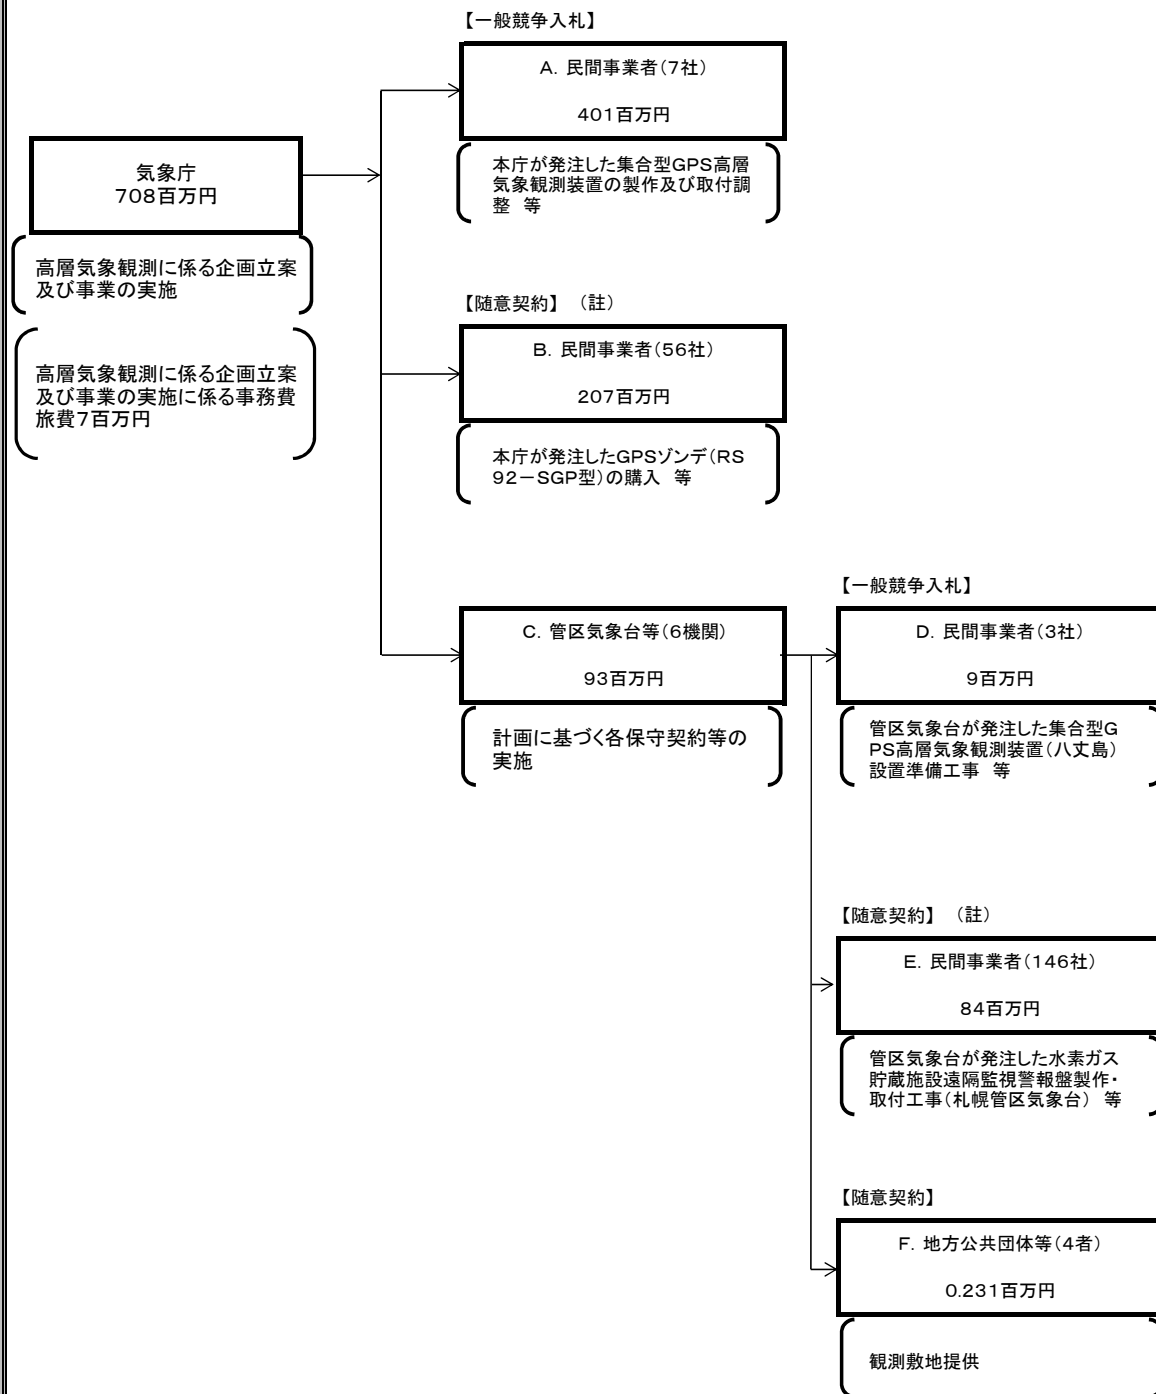 【一般競争入札】
A. 民間事業者(7社)
401百万円
本庁が発注した集合型GPS高層
気象観測装置の製作及び取付調
整　等
気象庁
708百万円
高層気象観測に係る企画立案
及び事業の実施
高層気象観測に係る企画立案
及び事業の実施に係る事務費
旅費7百万円
【随意契約】（註）
B. 民間事業者(56社)
207百万円
本庁が発注したGPSゾンデ(RS
92－SGP型)の購入　等
C. 管区気象台等(6機関)
93百万円
計画に基づく各保守契約等の
実施
【一般競争入札】
D. 民間事業者(3社)
9百万円
管区気象台が発注した集合型G
PS高層気象観測装置(八丈島)
設置準備工事　等
【随意契約】（註）
E. 民間事業者(146社)
84百万円
管区気象台が発注した水素ガス
貯蔵施設遠隔監視警報盤製作・
取付工事(札幌管区気象台)　等
【随意契約】
F. 地方公共団体等(4者)
0.231百万円
観測敷地提供